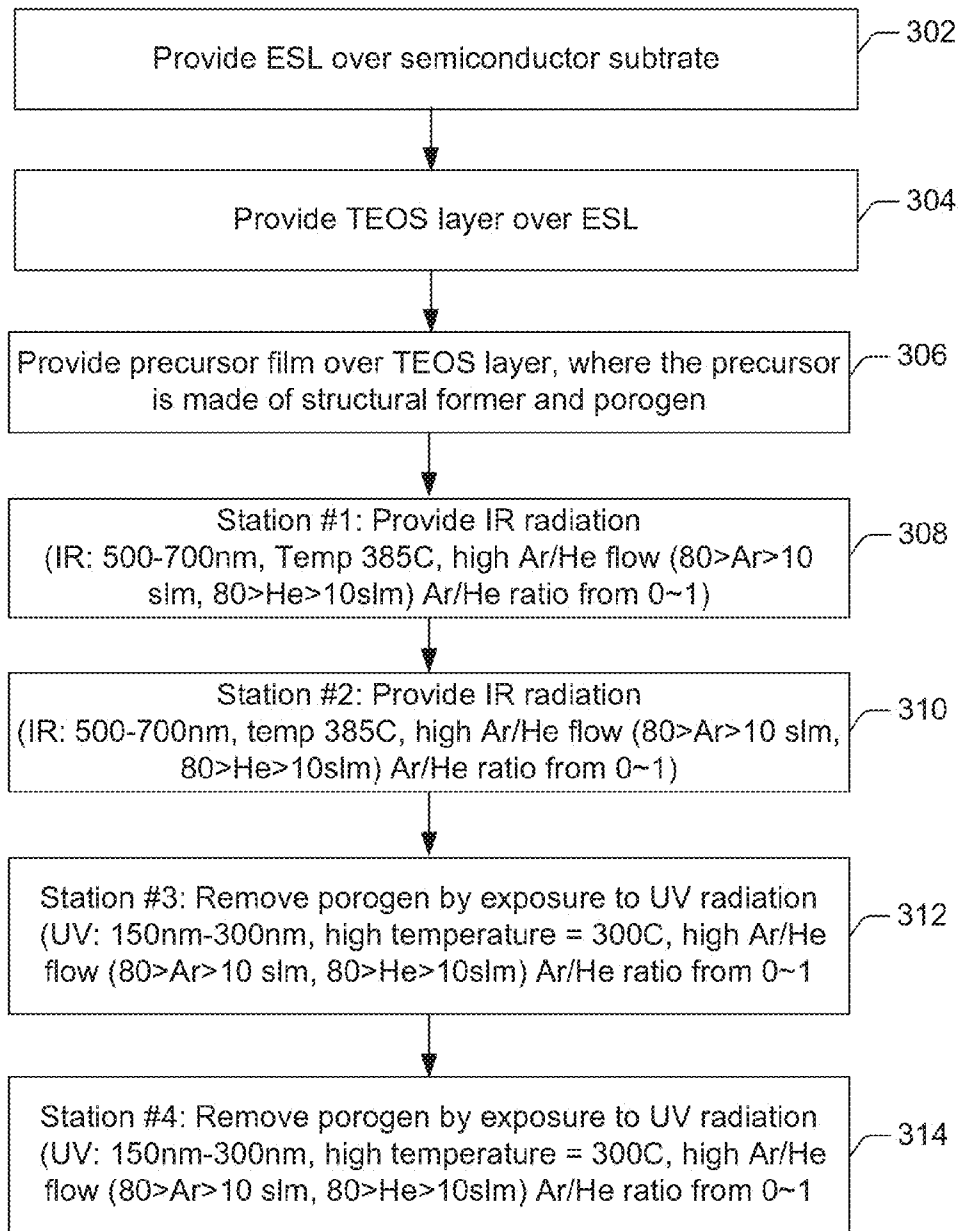 Provide ESL over semiconductor subtrate
302
Provide TEOS layer over ESL
304
Provide precursor film over TEOS layer, where the precursor
is made of structural former and porogen
306
Station #1: Provide IR radiation
(IR: 500-700nm, Temp 385C, high Ar/He flow (80>Ar>10
slm, 80>He>10slm) Ar/He ratio from 0~1)
308
Station #2: Provide IR radiation
(IR: 500-700nm, temp 385C, high Ar/He flow (80>Ar>10 slm,
80>He>10slm) Ar/He ratio from 0~1)
310
Station #3: Remove porogen by exposure to UV radiation
(UV: 150nm-300nm, high temperature = 300C, high Ar/He
flow (80>Ar>10 slm, 80>He>10slm) Ar/He ratio from 0~1
312
Station #4: Remove porogen by exposure to UV radiation
(UV: 150nm-300nm, high temperature = 300C, high Ar/He
flow (80>Ar>10 slm, 80>He>10slm) Ar/He ratio from 0~1
314